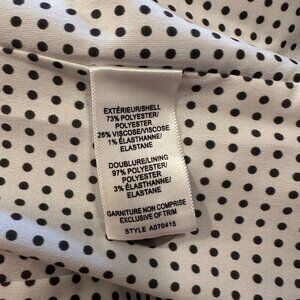 EXTÉRIEUR/SHELL
73% POLYESTER/
POLYESTER
26% VISCOSE/VISCOSE
1% ÉLASTHANNE/
ELASTANE
DOUBLURE/LINING
97% POLYESTER/
POLYESTER
3% ÉLASTHANNE/
ELASTANE
GARNITURE NON COMPRISE
EXCLUSIVE OF TRIM
STYLE A070415